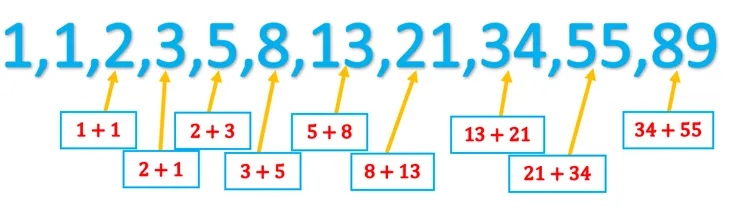 1,1,2,3,5,8,13,21,34,55,89
1 + 1
2 + 3
5 + 8
13 + 21
34 + 55
2 + 1
3 + 5
8 + 13
21 + 34